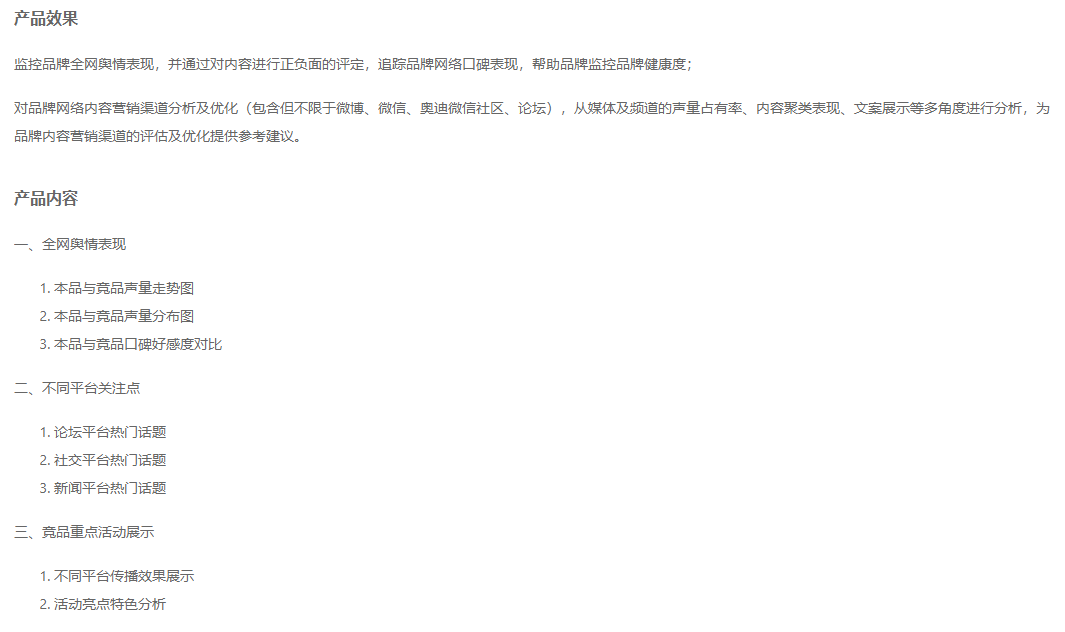 产品效果
监控品牌全网舆情表现，并通过对内容进行正负面的评定，追踪品牌网络口碑表现，帮助品牌监控品牌健康度；
对品牌网络内容营销渠道分析及优化（包含但不限于微博、微信、奥迪微信社区、论坛），从媒体及频道的声量占有率、内容聚类表现、文案展示等多角度进行分析，为
品牌内容营销渠道的评估及优化提供参考建议。
产品内容
一、全网舆情表现
1. 本品与竞品声量走势图
2. 本品与竞品声量分布图
3. 本品与竞品口碑好感度对比
二、不同平台关注点
1. 论坛平台热门话题
2. 社交平台热门话题
3. 新闻平台热门话题
三、竞品重点活动展示
1. 不同平台传播效果展示
2. 活动亮点特色分析